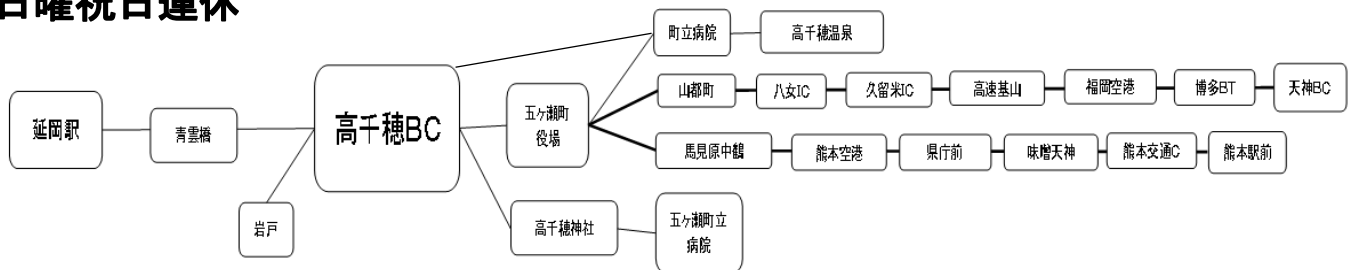 日曜祝日運休
町立病院
高千穂温泉
山都町
八女IC
久留米IC
高速基山
福岡空港
博多BT
天神BC
延岡駅
青雲橋
高千穂BC
五ヶ瀬町
役場
馬見原中鶴
熊本空港
県庁前
味噌天神
熊本交通C
熊本駅前
岩戸
高千穂神社
五ヶ瀬町立
病院